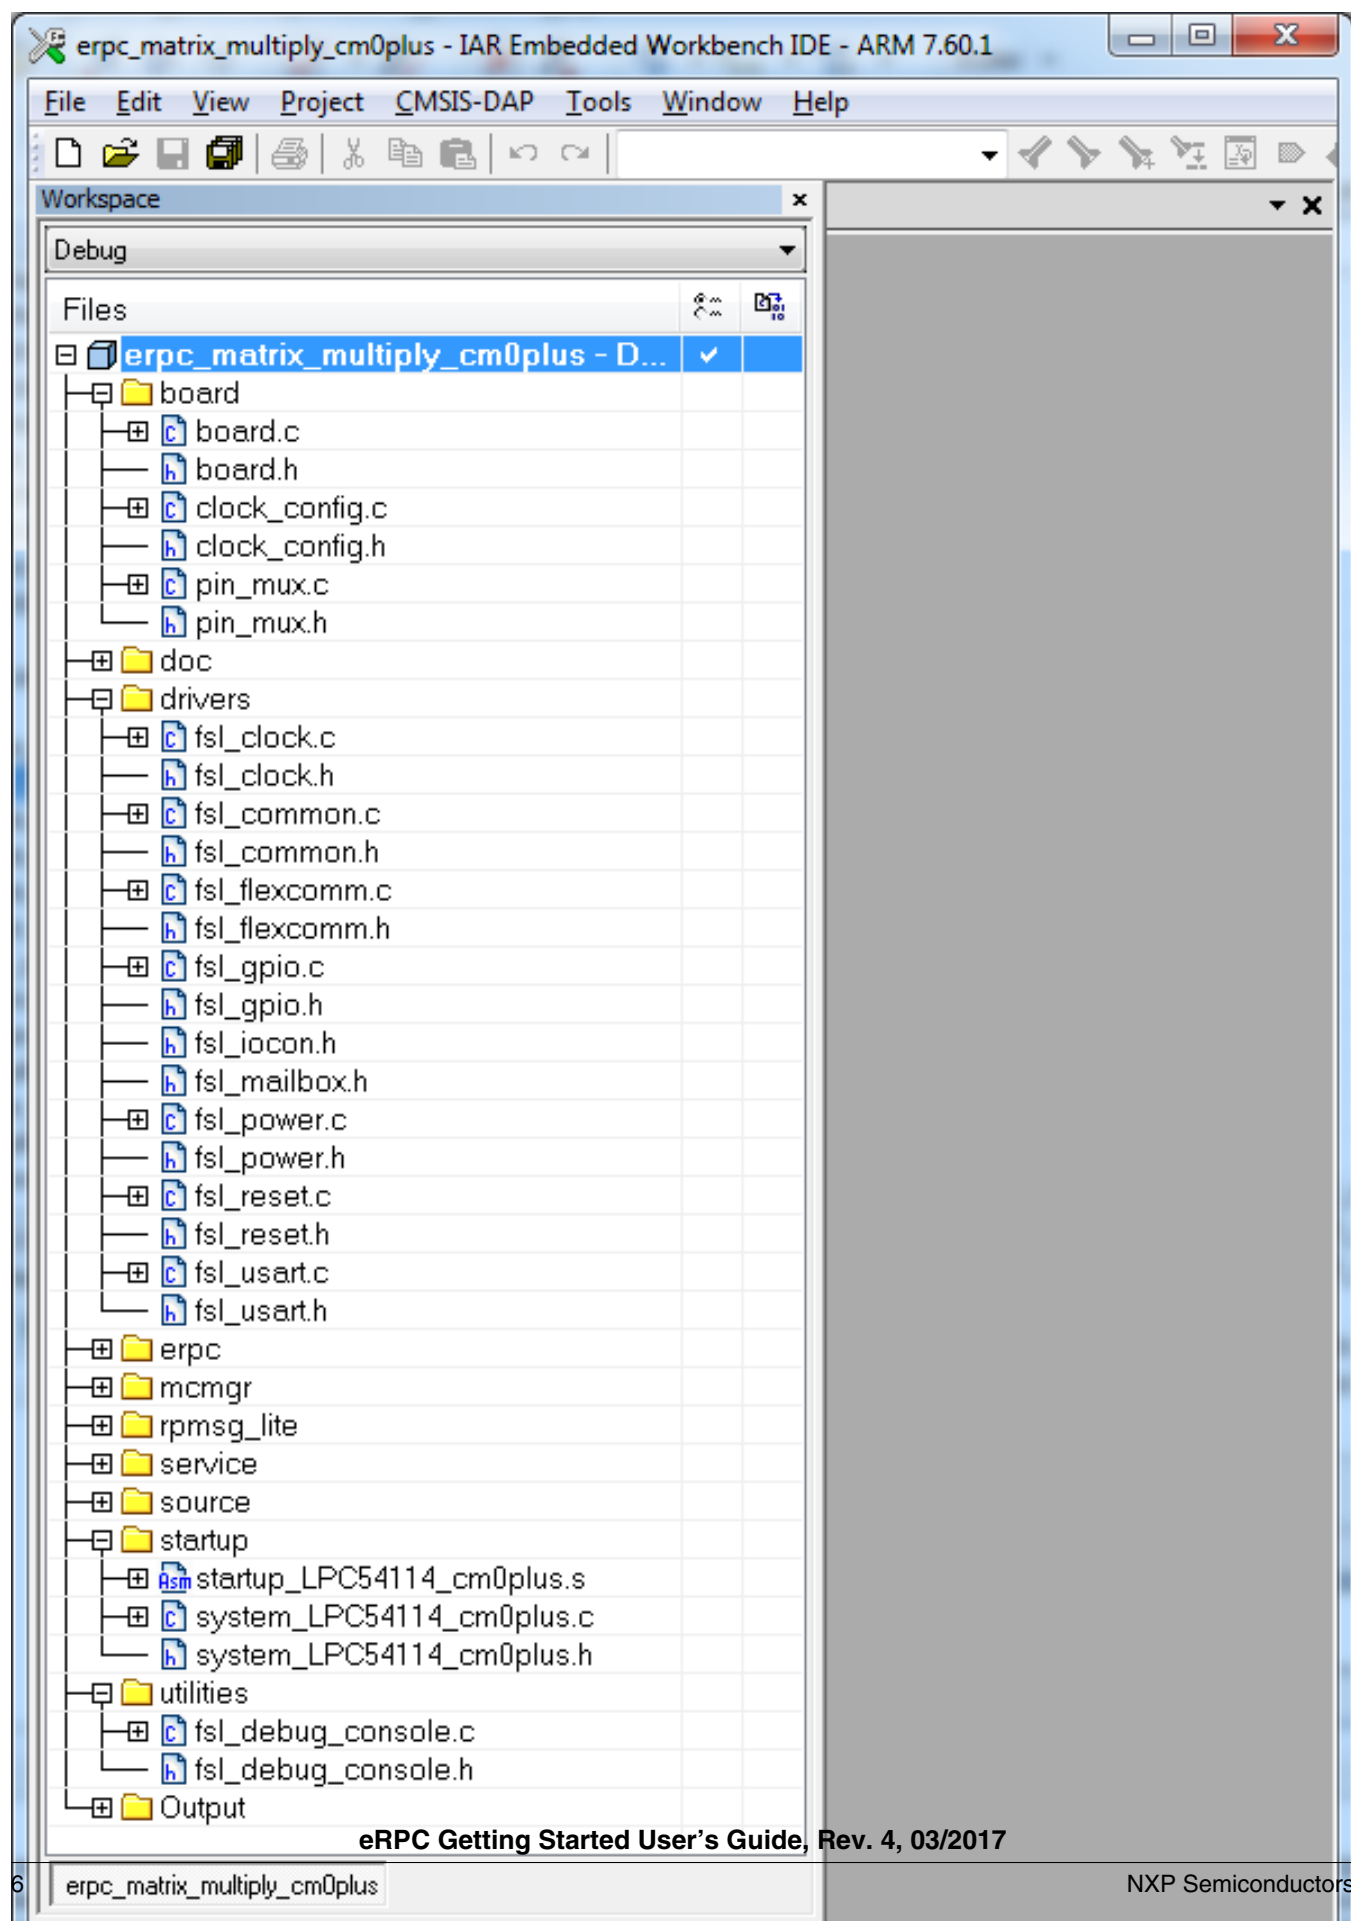 erpc_matrix_multiply_cm0plus - IAR Embedded Workbench IDE - ARM 7.60.1
File Edit View Project CMSIS-DAP Tools Window Help
Workspace
Debug
Files
erpc_matrix_multiply_cm0plus - D...
board
board.c
board.h
clock_config.c
clock_config.h
pin_mux.c
pin_mux.h
doc
drivers
fsl_clock.c
fsl_clock.h
fsl_common.c
fsl_common.h
fsl_flexcomm.c
fsl_flexcomm.h
fsl_gpio.c
fsl_gpio.h
fsl_iocon.h
fsl_mailbox.h
fsl_power.c
fsl_power.h
fsl_reset.c
fsl_reset.h
fsl_usart.c
fsl_usart.h
erpc
mcmgr
rpmsg_lite
service
source
startup
startup_LPC54114_cm0plus.s
system_LPC54114_cm0plus.c
system_LPC54114_cm0plus.h
utilities
fsl_debug_console.c
fsl_debug_console.h
Output
eRPC Getting Started User's Guide, Rev. 4, 03/2017
6
erpc_matrix_multiply_cm0plus
NXP Semiconductors